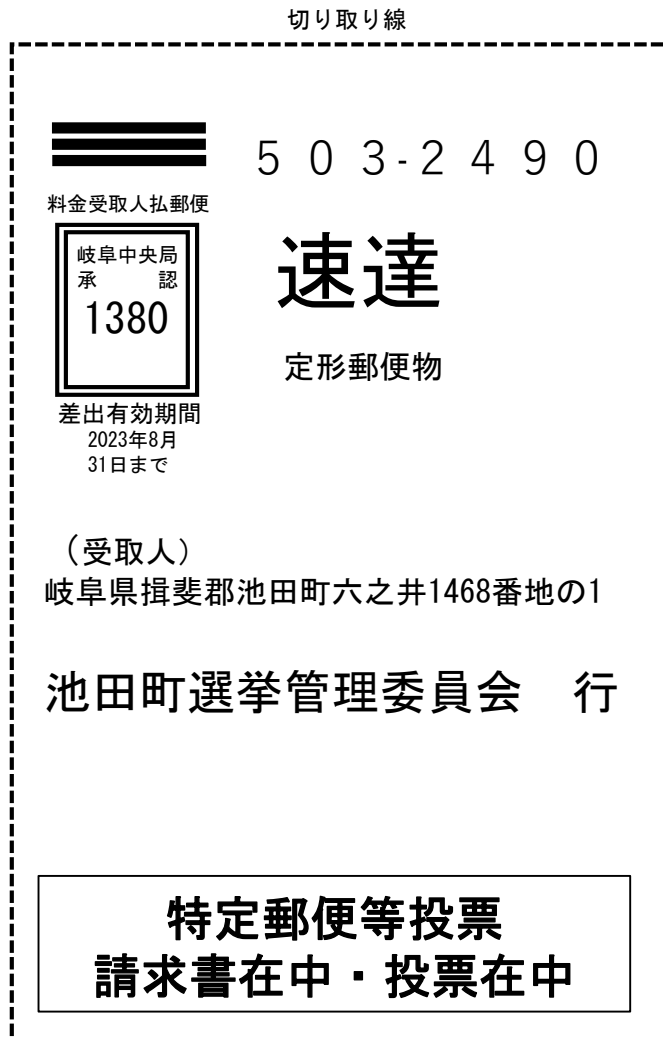 切り取り線
５０３-２４９０
料金受取人払郵便
岐阜中央局
承　　認
1380
速達
定形郵便物
差出有効期間
2023年8月
31日まで
（受取人）
岐阜県揖斐郡池田町六之井1468番地の1
池田町選挙管理委員会　行
特定郵便等投票
請求書在中・投票在中